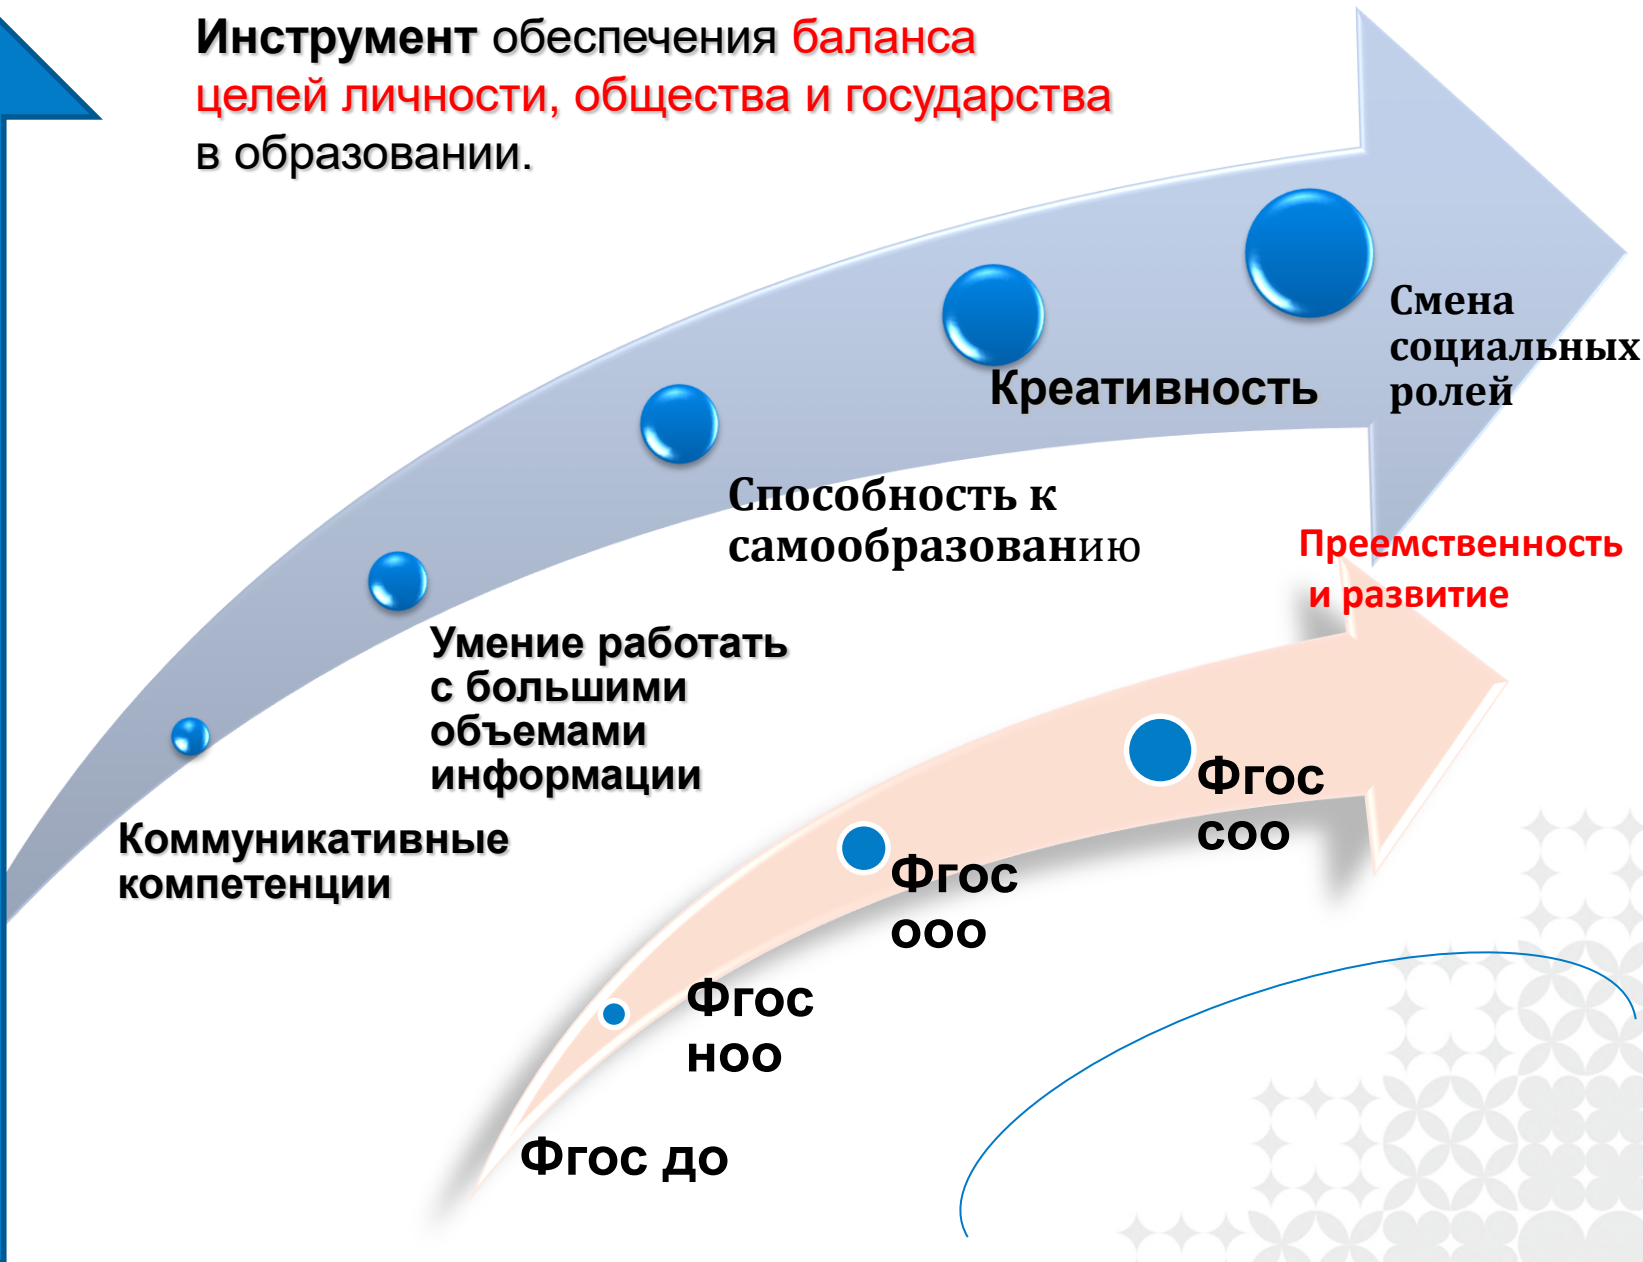 Инструмент обеспечения баланса
целей личности, общества и государства
в образовании.
Смена
социальных
ролей
Креативность
Способность к
самообразованию
Преемственность
и развитие
Умение работать
с большими
объемами
информации
Коммуникативные
компетенции
Фгос
соо
Фгос
ооо
Фгос
ноо
Фгос до